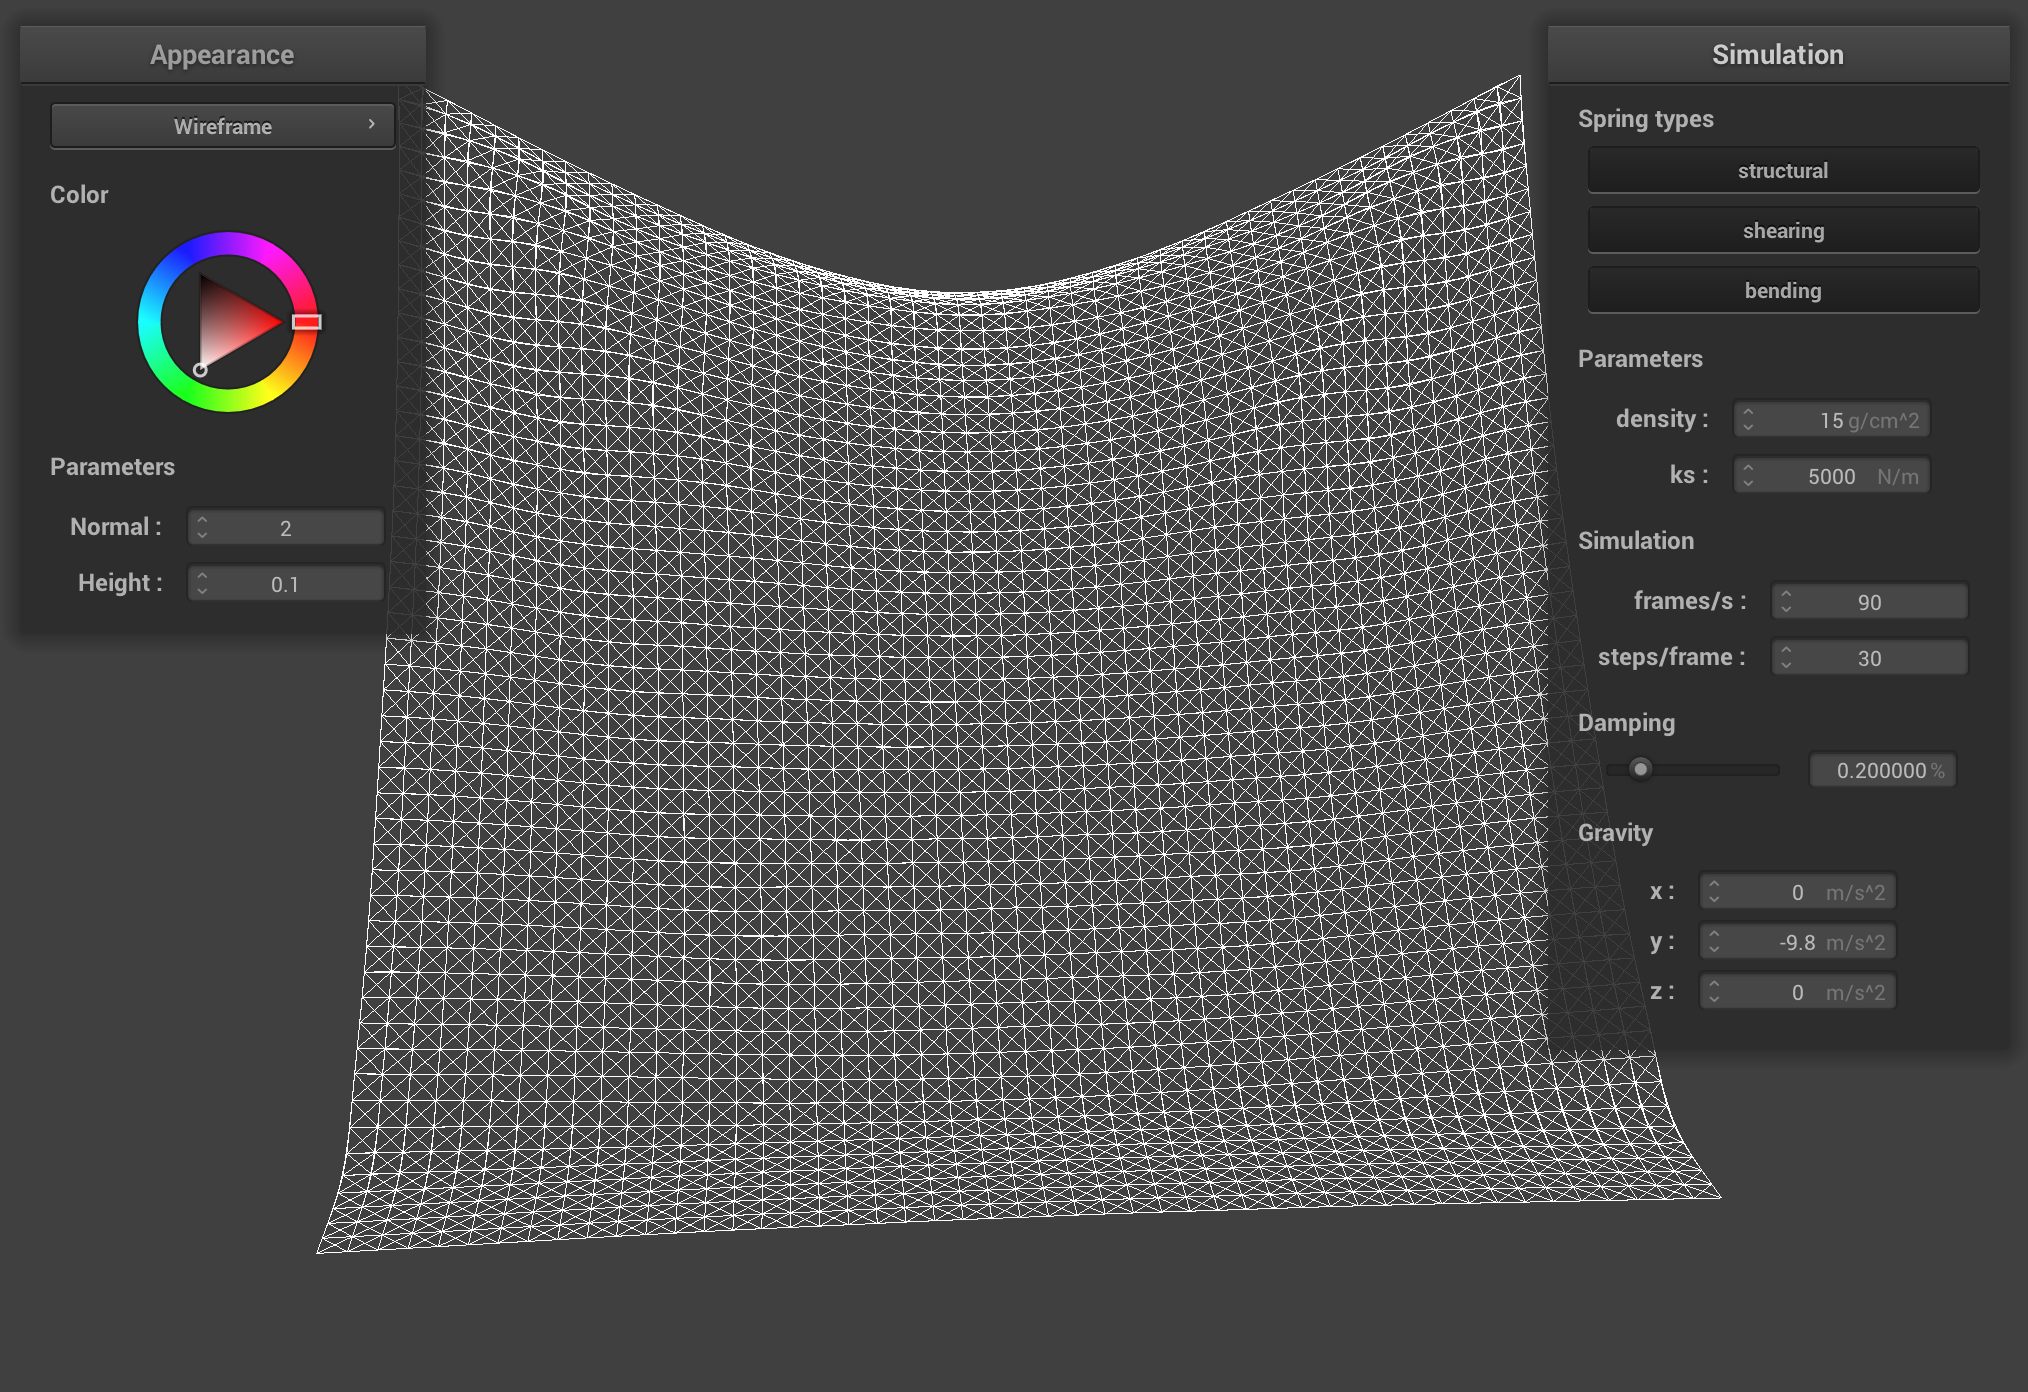 Appearance
Wireframe
Color
Parameters
Normal : 2
Height : 0.1
Simulation
Spring types
structural
shearing
bending
Parameters
density : 15 g/cm^2
ks : 5000 N/m
Simulation
frames/s : 90
steps/frame : 30
Damping
0.200000 %
Gravity
x : 0 m/s^2
y : -9.8 m/s^2
z : 0 m/s^2